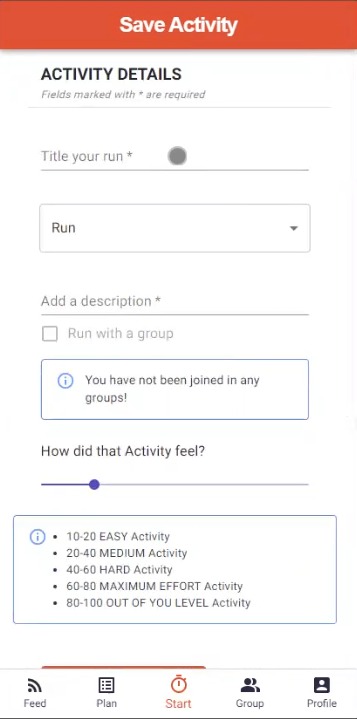 Save Activity
ACTIVITY DETAILS
Fields marked with * are required
Title your run *
Run
Add a description *
Run with a group
You have not been joined in any
groups!
How did that Activity feel?
10-20 EASY Activity
20-40 MEDIUM Activity
40-60 HARD Activity
60-80 MAXIMUM EFFORT Activity
80-100 OUT OF YOU LEVEL Activity
Feed Plan Start Group Profile